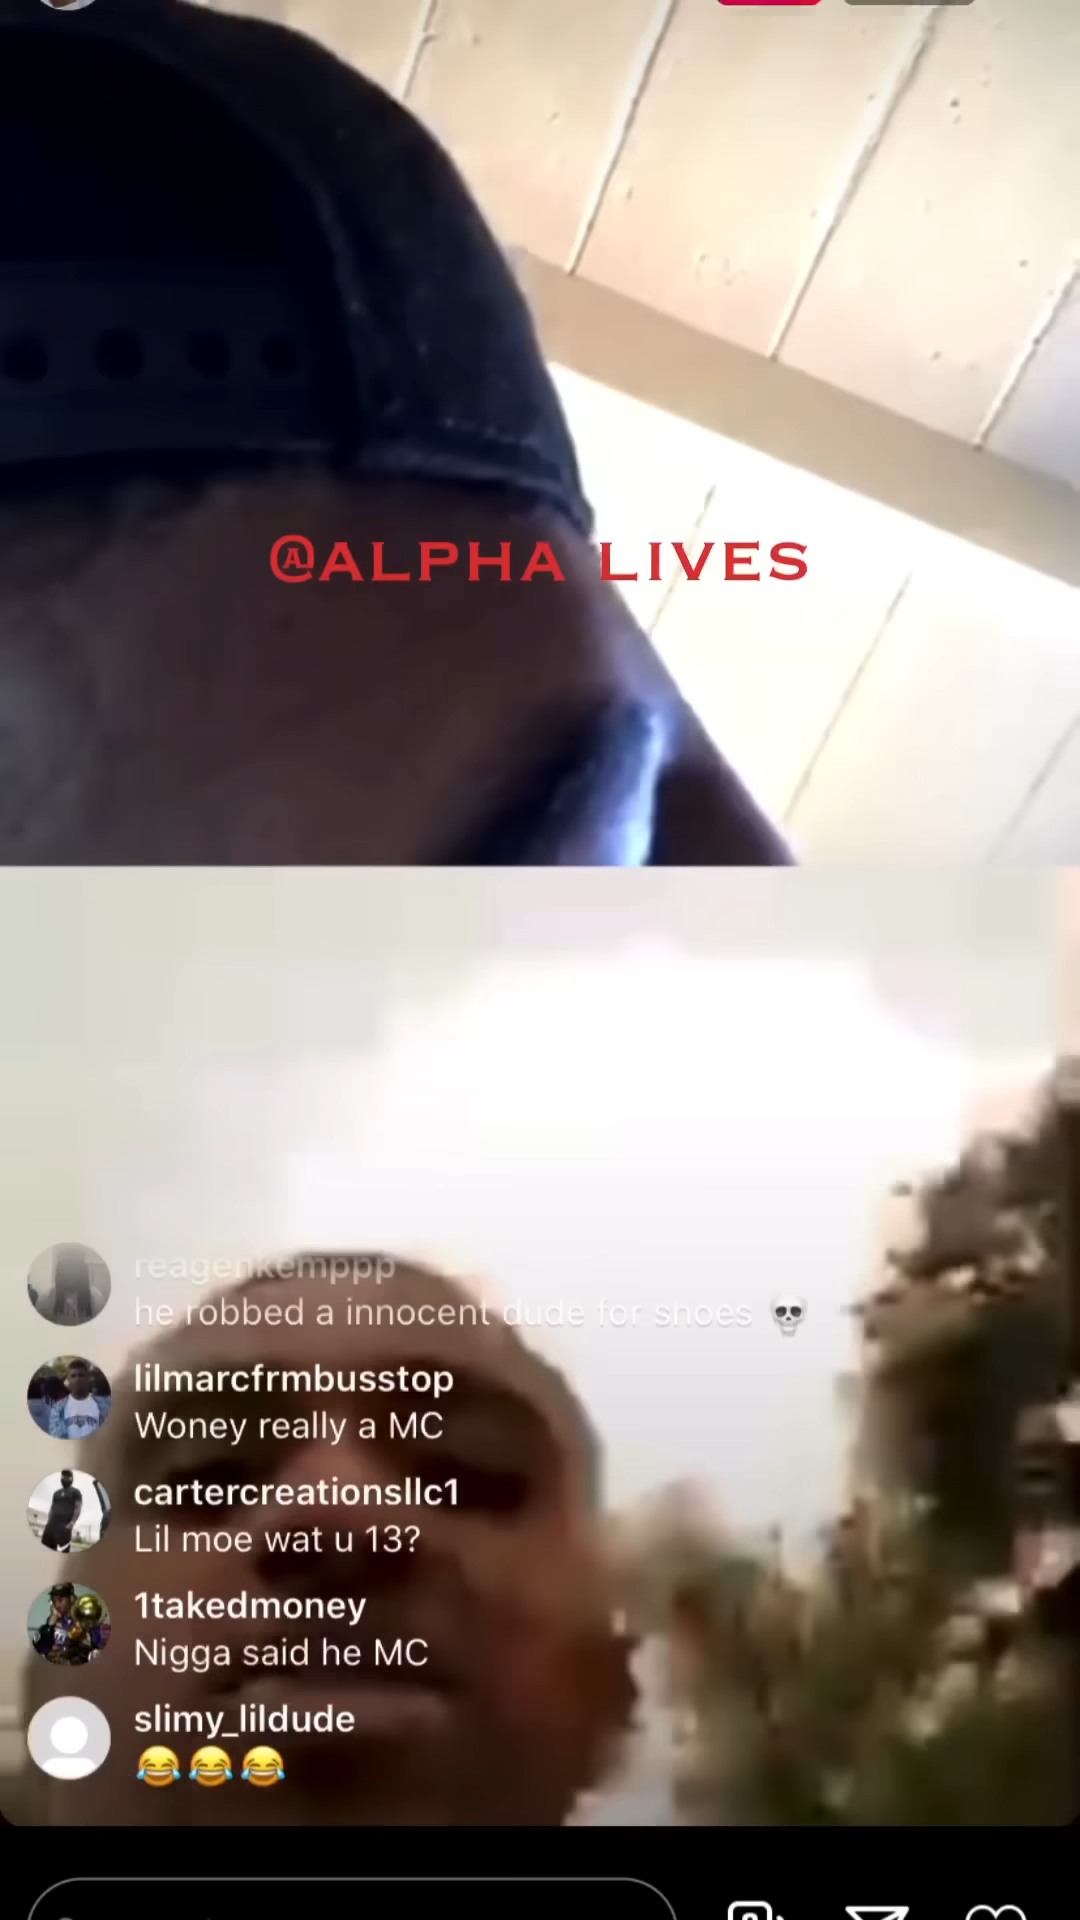 @ALPHA LIVES
reagenkemppp
he robbed a innocent dude for shoes 💀
lilmarcfrmbusstop
Woney really a MC
cartercreationsllc1
Lil moe wat u 13?
1takedmoney
Nigga said he MC
slimy_lildude
😂😂😂